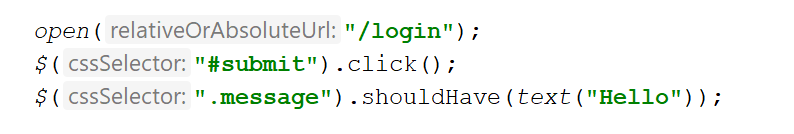 open( relativeOrAbsoluteUrl: "/login");
$( cssSelector: "#submit").click();
$( cssSelector: ".message").shouldHave(text("Hello"));